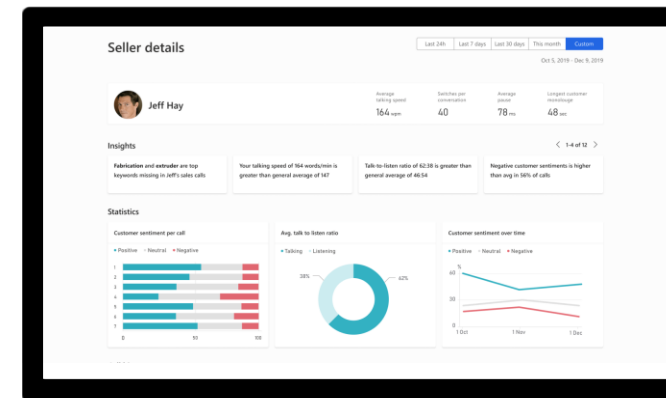 Seller details
Last 24h Last 7 days Last 30 days This month Custom
Oct 5, 2019 - Dec 9, 2019
Jeff Hay
Average talking speed
164 wpm
Switches per conversation
40
Average pause
78 ms
Longest customer monologue
48 sec
Insights
1-4 of 12
Fabrication and extruder are top
keywords missing in Jeff's sales calls
Your talking speed of 164 words/min is
greater than general average of 147
Talk-to-listen ratio of 62:38 is greater than
general average of 46:54
Negative customer sentiments is higher
than avg in 56% of calls
Statistics
Customer sentiment per call
Positive Neutral Negative
1
2
3
4
5
6
7
0 50 100
Avg. talk to listen ratio
Talking Listening
38% 62%
Customer sentiment over time
Positive Neutral Negative
%
60
30
0
1 Oct 1 Nov 1 Dec